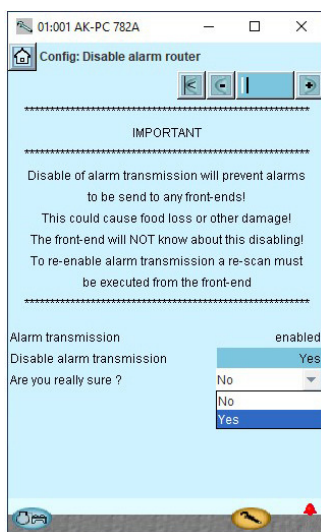 01:001 AK-PC 782A
Config: Disable alarm router
************************************************************
IMPORTANT
************************************************************
Disable of alarm transmission will prevent alarms
to be send to any front-ends!
This could cause food loss or other damage!
The front-end will NOT know about this disabling!
To re-enable alarm transmission a re-scan must
be executed from the front-end
************************************************************
Alarm transmission enabled
Disable alarm transmission Yes
Are you really sure ? No
No
Yes